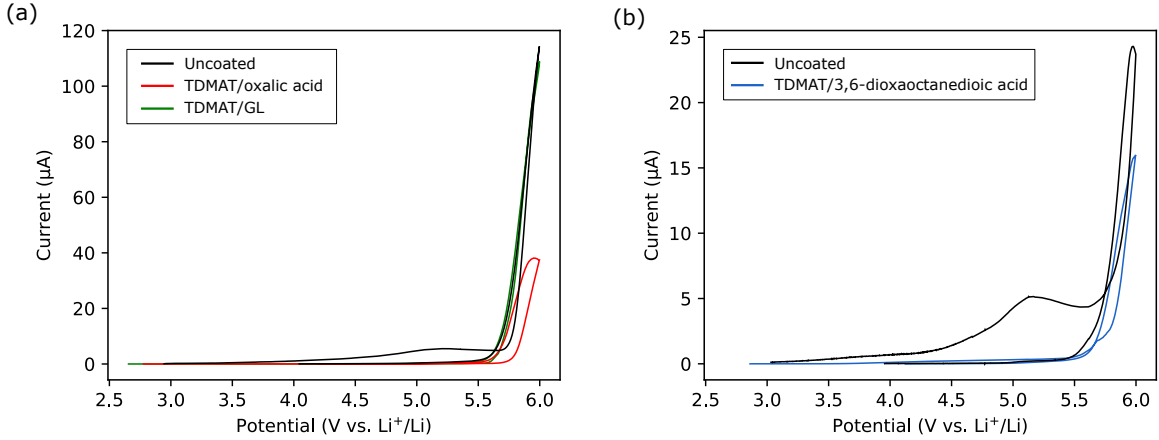 (a)
120
100
80
60
40
20
0
Current (μA)
Uncoated
TDMAT/oxalic acid
TDMAT/GL
2.5 3.0 3.5 4.0 4.5 5.0 5.5 6.0
Potential (V vs. Li⁺/Li)
(b)
25
20
15
10
5
0
Current (μA)
Uncoated
TDMAT/3,6-dioxaoctanedioic acid
2.5 3.0 3.5 4.0 4.5 5.0 5.5 6.0
Potential (V vs. Li⁺/Li)